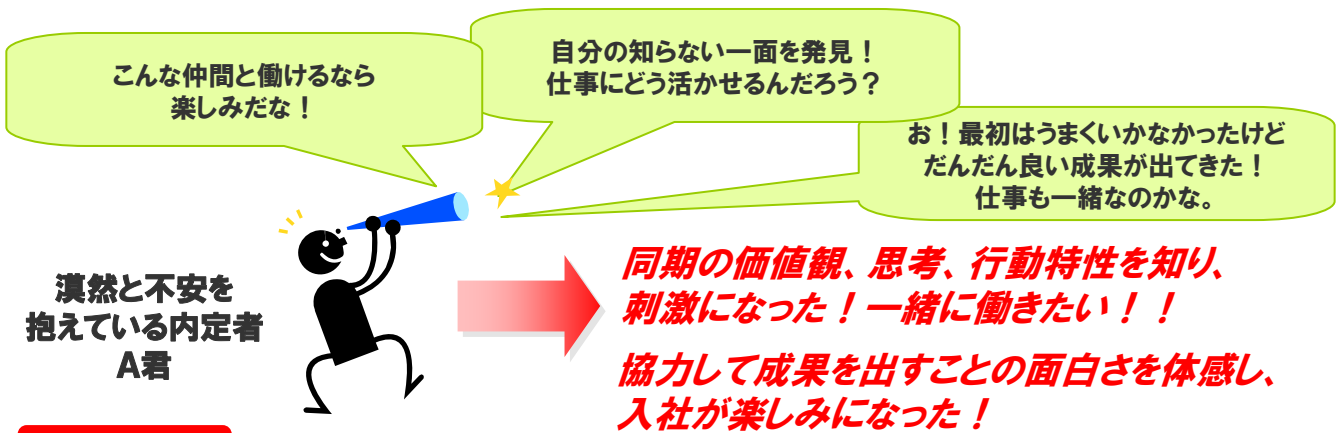 こんな仲間と働けるなら
楽しみだな！
自分の知らない一面を発見！
仕事にどう活かせるんだろう？
お！最初はうまくいかなかったけど
だんだん良い成果が出てきた！
仕事も一緒なのかな。
漠然と不安を
抱えている内定者
A君
同期の価値観、思考、行動特性を知り、
刺激になった！一緒に働きたい！！
協力して成果を出すことの面白さを体感し、
入社が楽しみになった！